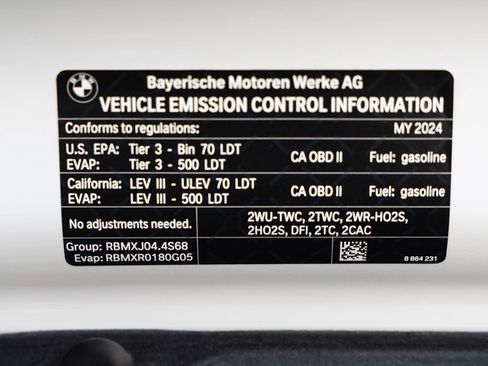 BMW
Bayerische Motoren Werke AG
VEHICLE EMISSION CONTROL INFORMATION
Conforms to regulations: MY 2024
U.S. EPA: Tier 3 - Bin 70 LDT
EVAP: Tier 3 - 500 LDT
CA OBD II Fuel: gasoline
California: LEV III - ULEV 70 LDT
EVAP: LEV III - 500 LDT
CA OBD II Fuel: gasoline
No adjustments needed.
2WU-TWC, 2TWC, 2WR-HO2S,
2HO2S, DFI, 2TC, 2CAC
Group: RBMXJ04.4S68
Evap: RBMXR0180G05
8 864 231